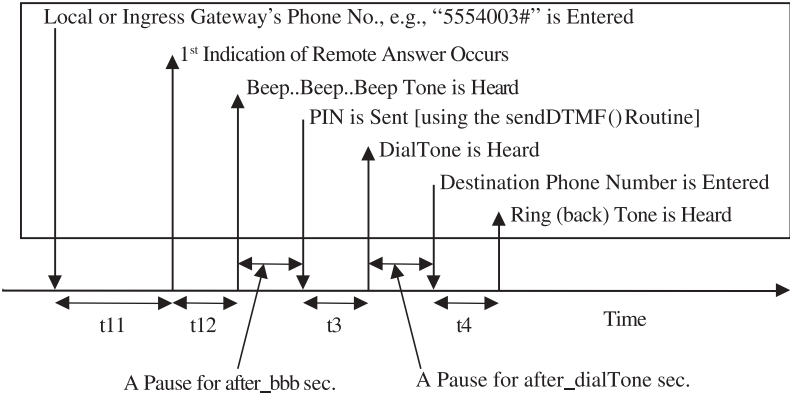 Local or Ingress Gateway's Phone No., e.g., “5554003#” is Entered
1st Indication of Remote Answer Occurs
Beep..Beep..Beep Tone is Heard
PIN is Sent [using the sendDTMF() Routine]
DialTone is Heard
Destination Phone Number is Entered
Ring (back) Tone is Heard
t11
t12
t3
t4
Time
A Pause for after_bbb sec.
A Pause for after_dialTone sec.